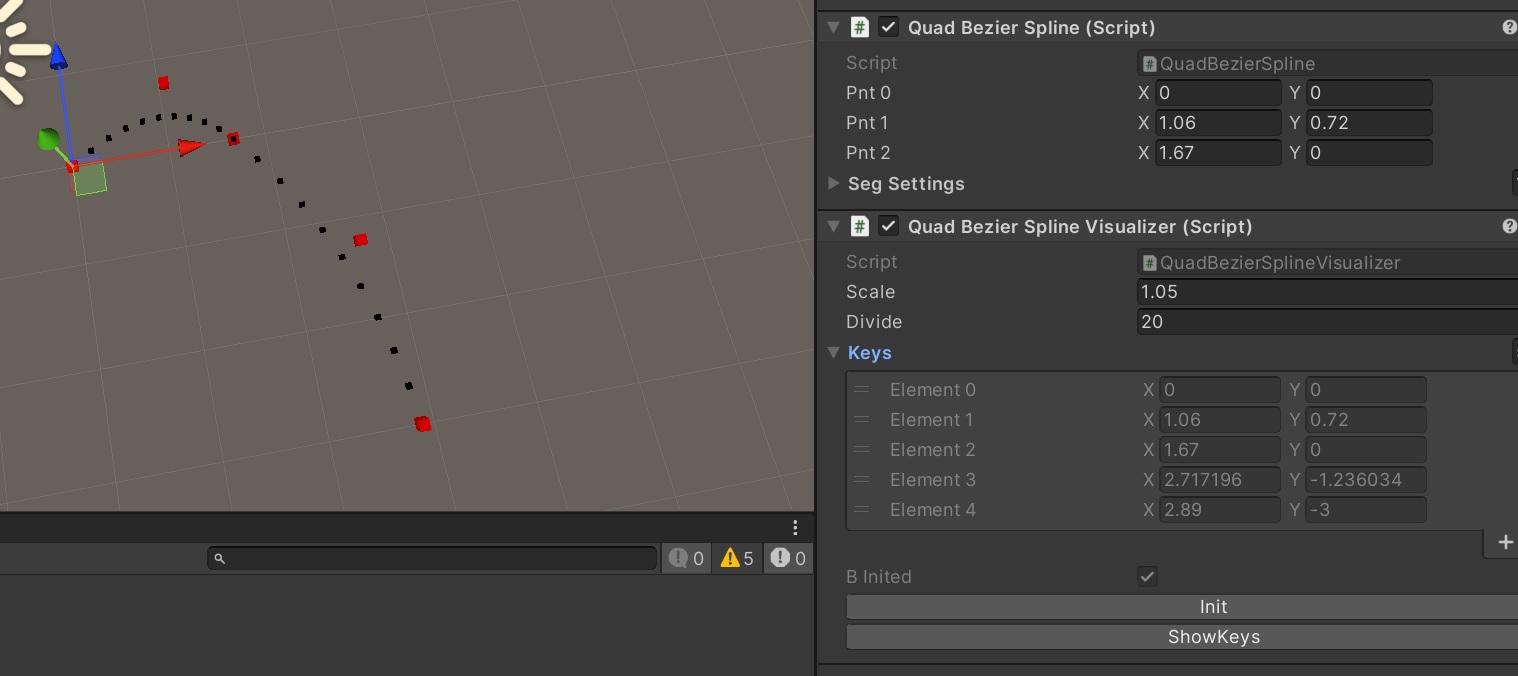 # Quad Bezier Spline (Script) ?
Script # QuadBezierSpline
Pnt 0 X 0 Y 0
Pnt 1 X 1.06 Y 0.72
Pnt 2 X 1.67 Y 0
Seg Settings
# Quad Bezier Spline Visualizer (Script) ?
Script # QuadBezierSplineVisualizer
Scale 1.05
Divide 20
Keys
Element 0 X 0 Y 0
Element 1 X 1.06 Y 0.72
Element 2 X 1.67 Y 0
Element 3 X 2.717196 Y -1.236034
Element 4 X 2.89 Y -3
+
B Inited
Init
ShowKeys
0 5 0